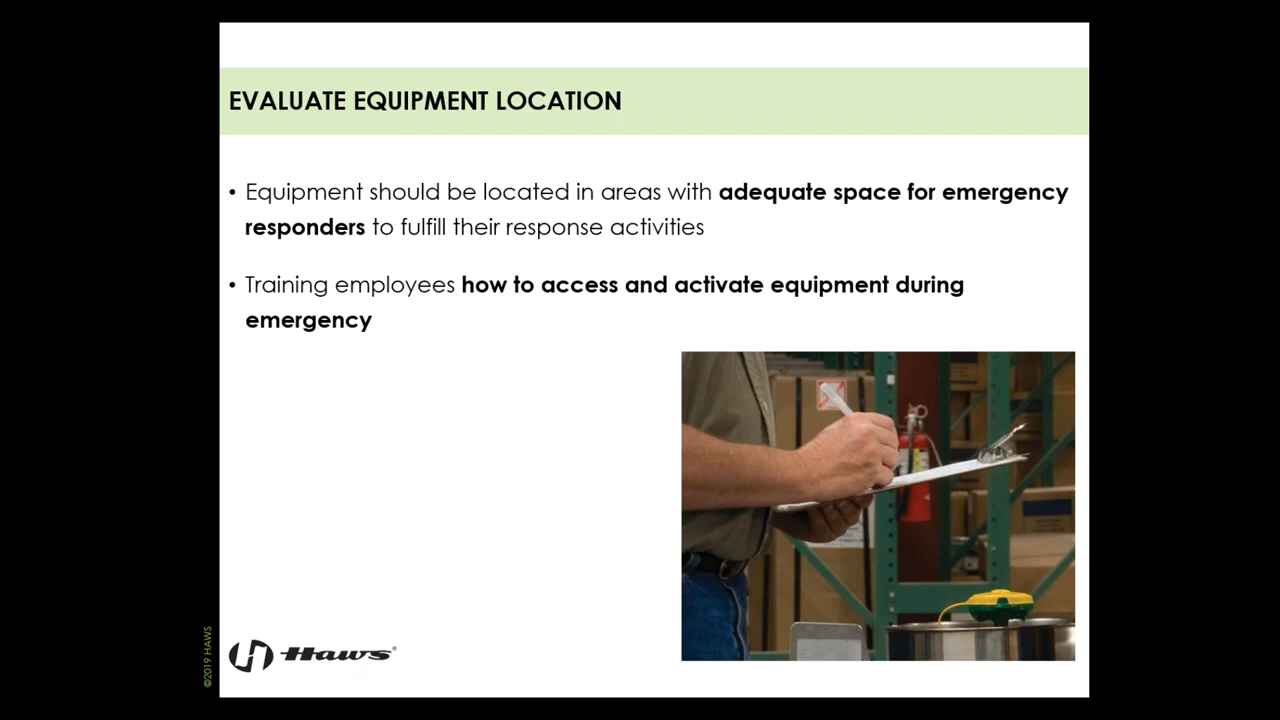 EVALUATE EQUIPMENT LOCATION
• Equipment should be located in areas with adequate space for emergency
responders to fulfill their response activities
• Training employees how to access and activate equipment during
emergency
©2019 HAWS
Haws®